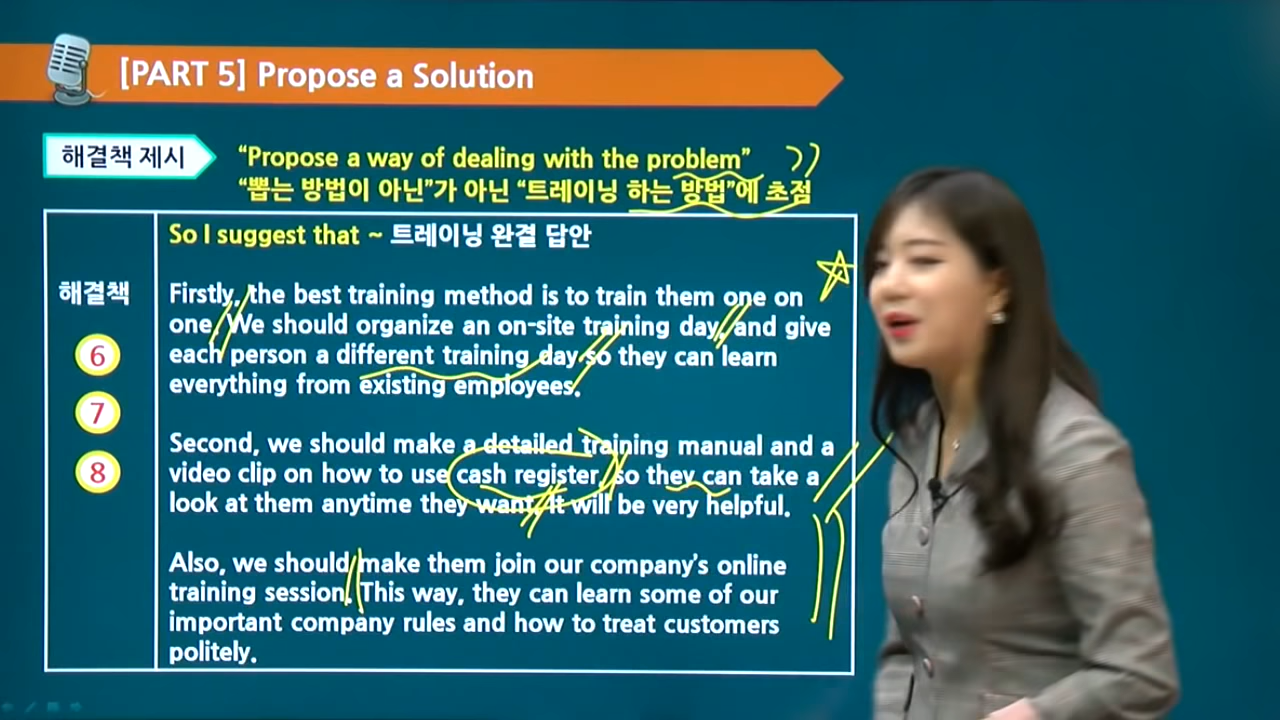 [PART 5] Propose a Solution
해결책 제시
“Propose a way of dealing with the problem”
“뽑는 방법이 아닌”가 아닌 “트레이닝 하는 방법”에 초점
So I suggest that ~ 트레이닝 완결 답안
해결책
6
7
8
Firstly, the best training method is to train them one on
one. We should organize an on-site training day, and give
each person a different training day so they can learn
everything from existing employees.
Second, we should make a detailed training manual and a
video clip on how to use cash register, so they can take a
look at them anytime they want. It will be very helpful.
Also, we should make them join our company’s online
training session. This way, they can learn some of our
important company rules and how to treat customers
politely.